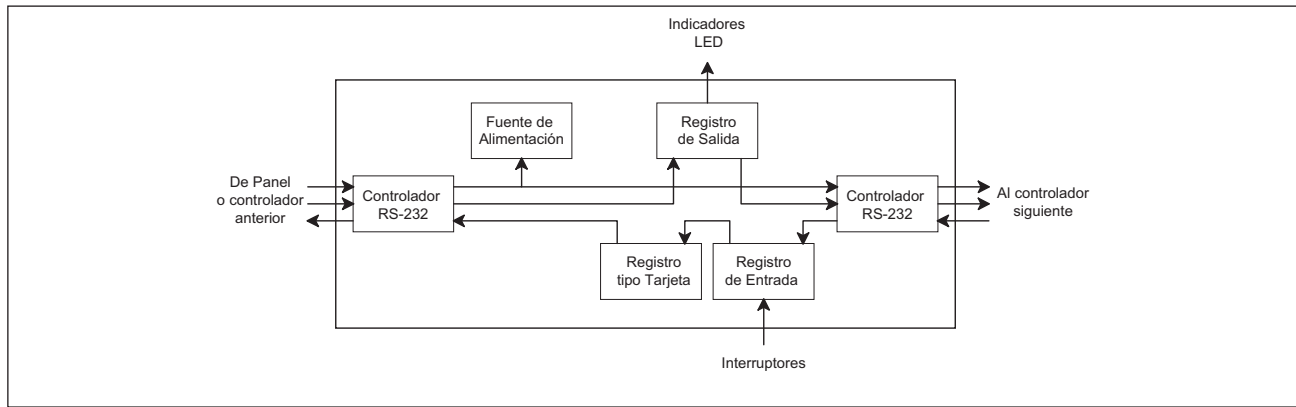 Indicadores
LED
Fuente de
Alimentación
Registro
de Salida
De Panel
o controlador
anterior
Controlador
RS-232
Controlador
RS-232
Al controlador
siguiente
Registro
tipo Tarjeta
Registro
de Entrada
Interruptores